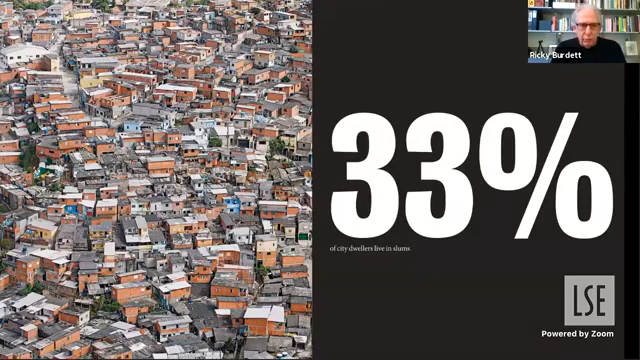 Ricky Burdett
33%
of city dwellers live in slums
LSE
Powered by Zoom